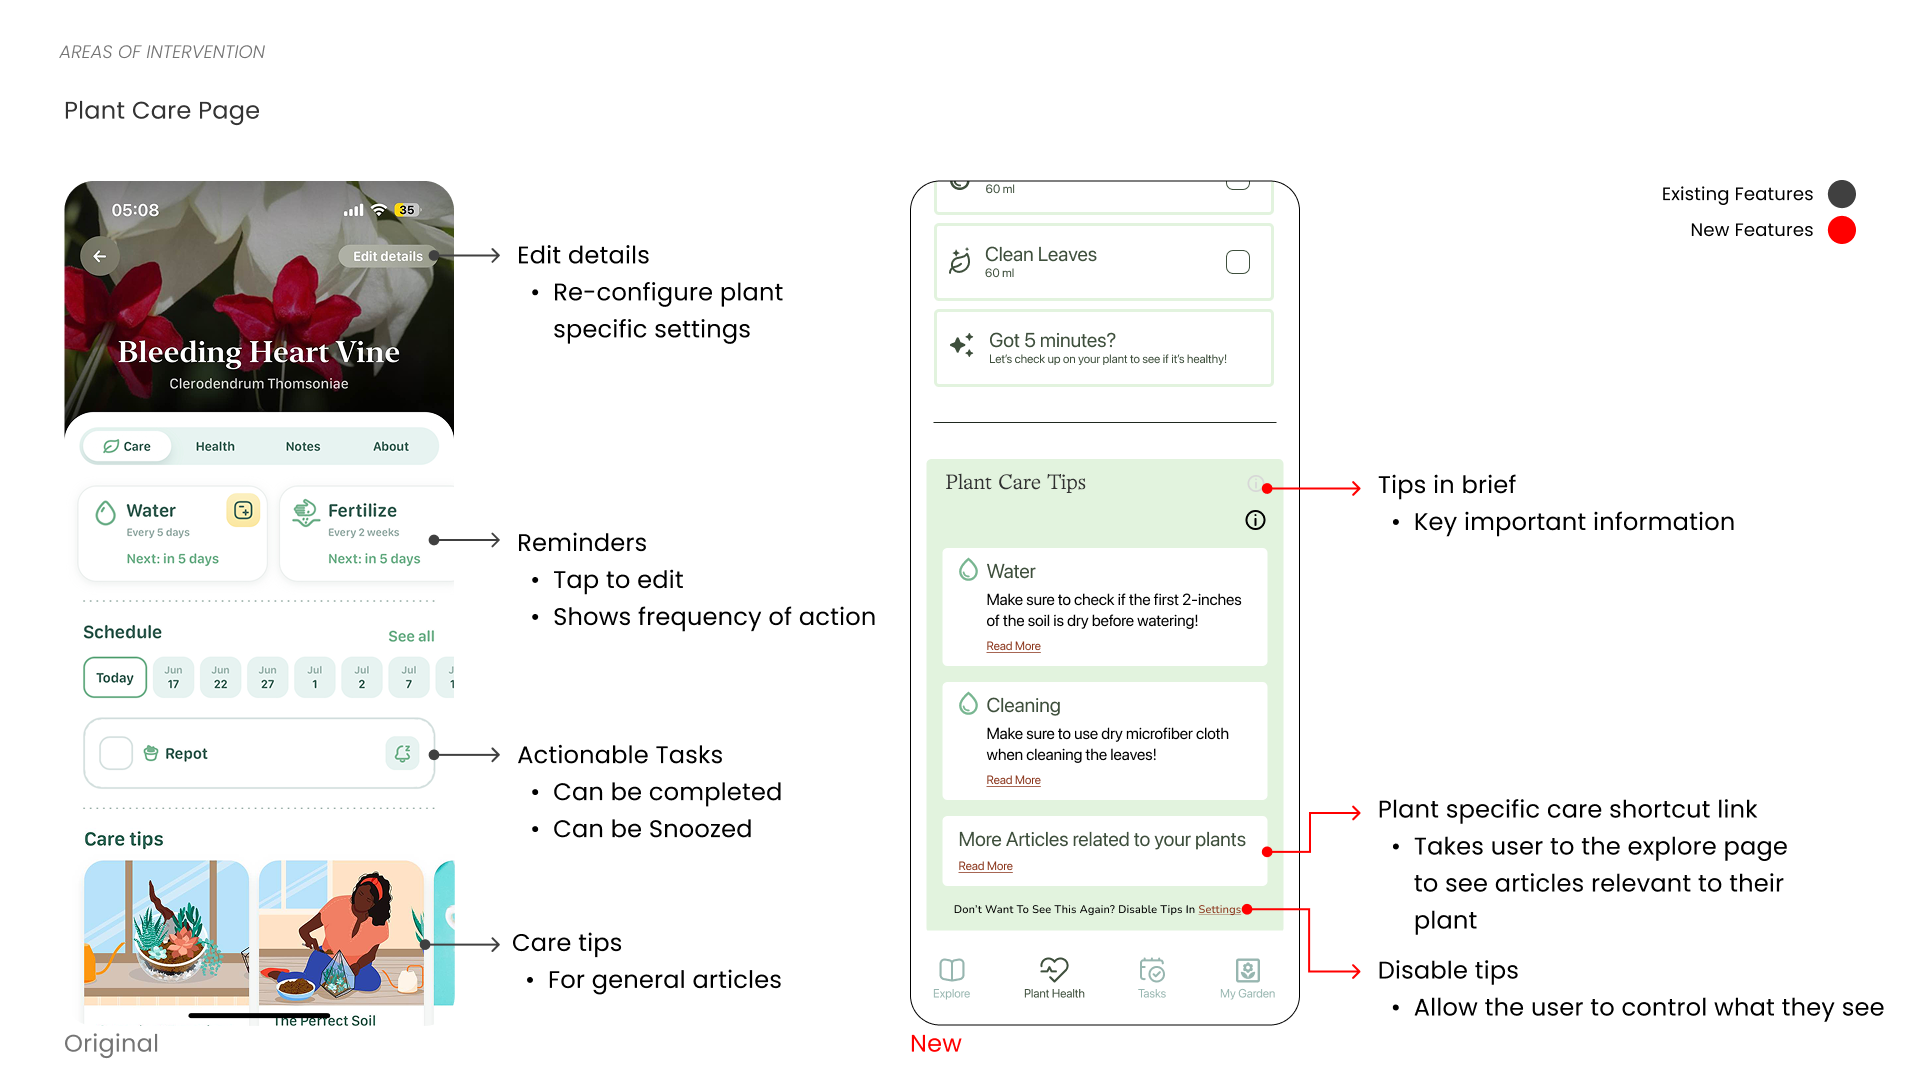 AREAS OF INTERVENTION
Plant Care Page
05:08
35
Edit details
Bleeding Heart Vine
Clerodendrum Thomsoniae
Care
Health
Notes
About
Water
Every 5 days
Next: in 5 days
Fertilize
Every 2 weeks
Next: in 5 days
Schedule
See all
Today
Jun
17
Jun
22
Jun
27
Jul
1
Jul
2
Jul
7
Repot
Care tips
The Perfect Soil
Original
Edit details
• Re-configure plant
specific settings
Reminders
• Tap to edit
• Shows frequency of action
Actionable Tasks
• Can be completed
• Can be Snoozed
Care tips
• For general articles
60 ml
Clean Leaves
60 ml
Got 5 minutes?
Let's check up on your plant to see if it's healthy!
Plant Care Tips
Water
Make sure to check if the first 2-inches
of the soil is dry before watering!
Read More
Cleaning
Make sure to use dry microfiber cloth
when cleaning the leaves!
Read More
More Articles related to your plants
Read More
Don't Want To See This Again? Disable Tips In Settings
Explore
Plant Health
Tasks
My Garden
New
Existing Features
New Features
Tips in brief
• Key important information
Plant specific care shortcut link
• Takes user to the explore page
to see articles relevant to their
plant
Disable tips
• Allow the user to control what they see